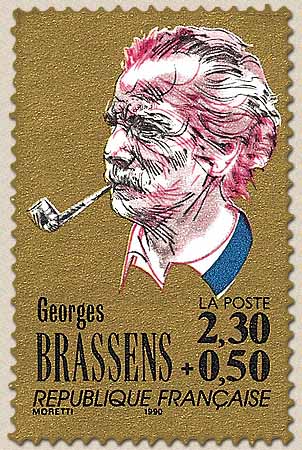 Georges
BRASSENS
LA POSTE
2,30
+0,50
REPUBLIQUE FRANÇAISE
MORETTI 1990